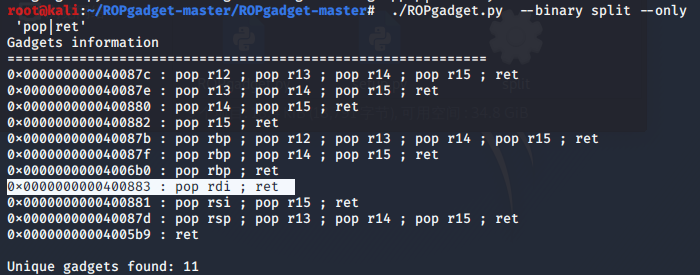 root@kali:~/ROPgadget-master/ROPgadget-master# ./ROPgadget.py --binary split --only
'pop|ret'
Gadgets information
============================================================
0x000000000040087c : pop r12 ; pop r13 ; pop r14 ; pop r15 ; ret
0x000000000040087e : pop r13 ; pop r14 ; pop r15 ; ret
0x0000000000400880 : pop r14 ; pop r15 ; ret
0x0000000000400882 : pop r15 ; ret
0x000000000040087b : pop rbp ; pop r12 ; pop r13 ; pop r14 ; pop r15 ; ret
0x000000000040087f : pop rbp ; pop r14 ; pop r15 ; ret
0x00000000004006b0 : pop rbp ; ret
0x0000000000400883 : pop rdi ; ret
0x0000000000400881 : pop rsi ; pop r15 ; ret
0x000000000040087d : pop rsp ; pop r13 ; pop r14 ; pop r15 ; ret
0x00000000004005b9 : ret
Unique gadgets found: 11